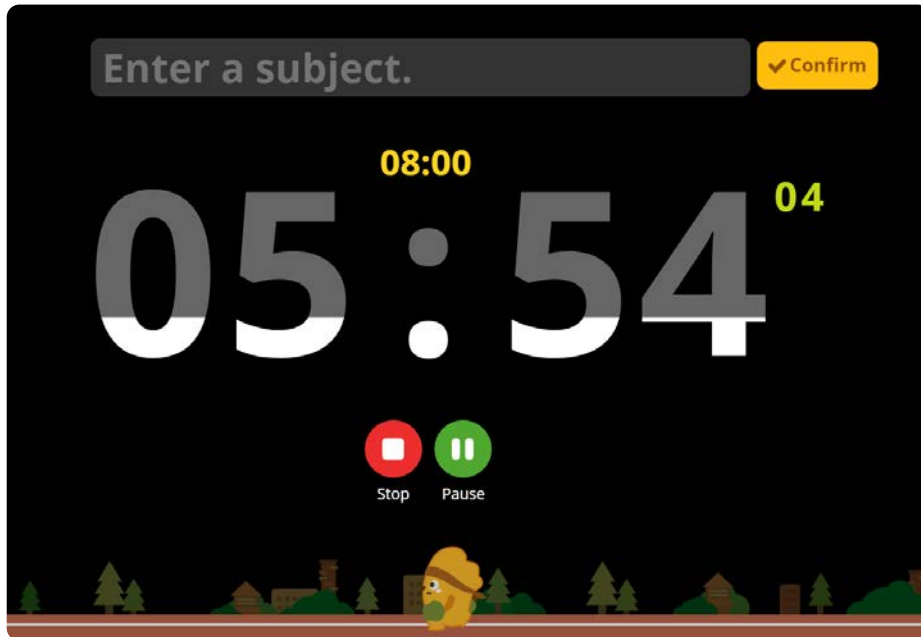 Enter a subject.
Confirm
08:00
05:54
04
Stop
Pause